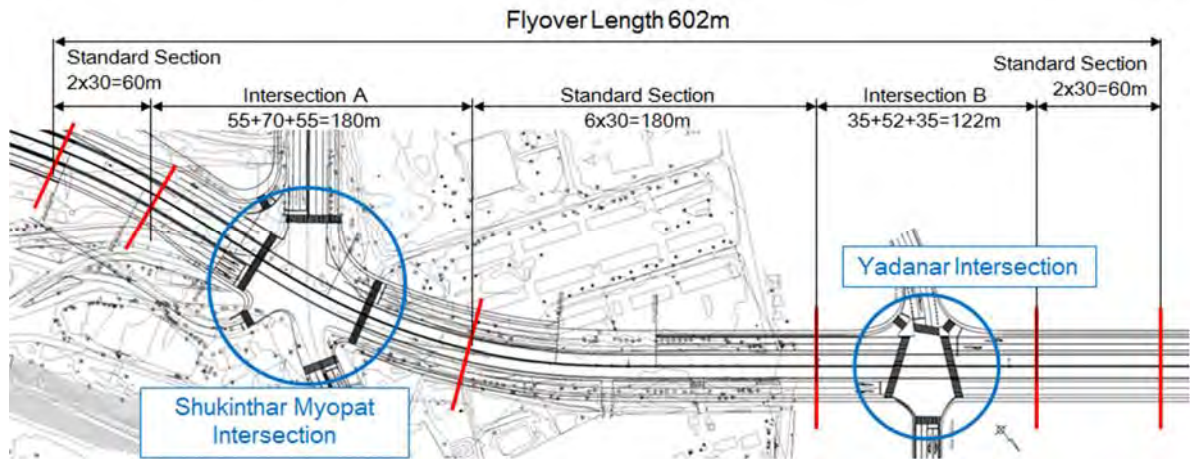 Flyover Length 602m
Standard Section
2x30=60m
Intersection A
55+70+55=180m
Standard Section
6x30=180m
Intersection B
35+52+35=122m
Standard Section
2x30=60m
Yadanar Intersection
Shukinthar Myopat
Intersection